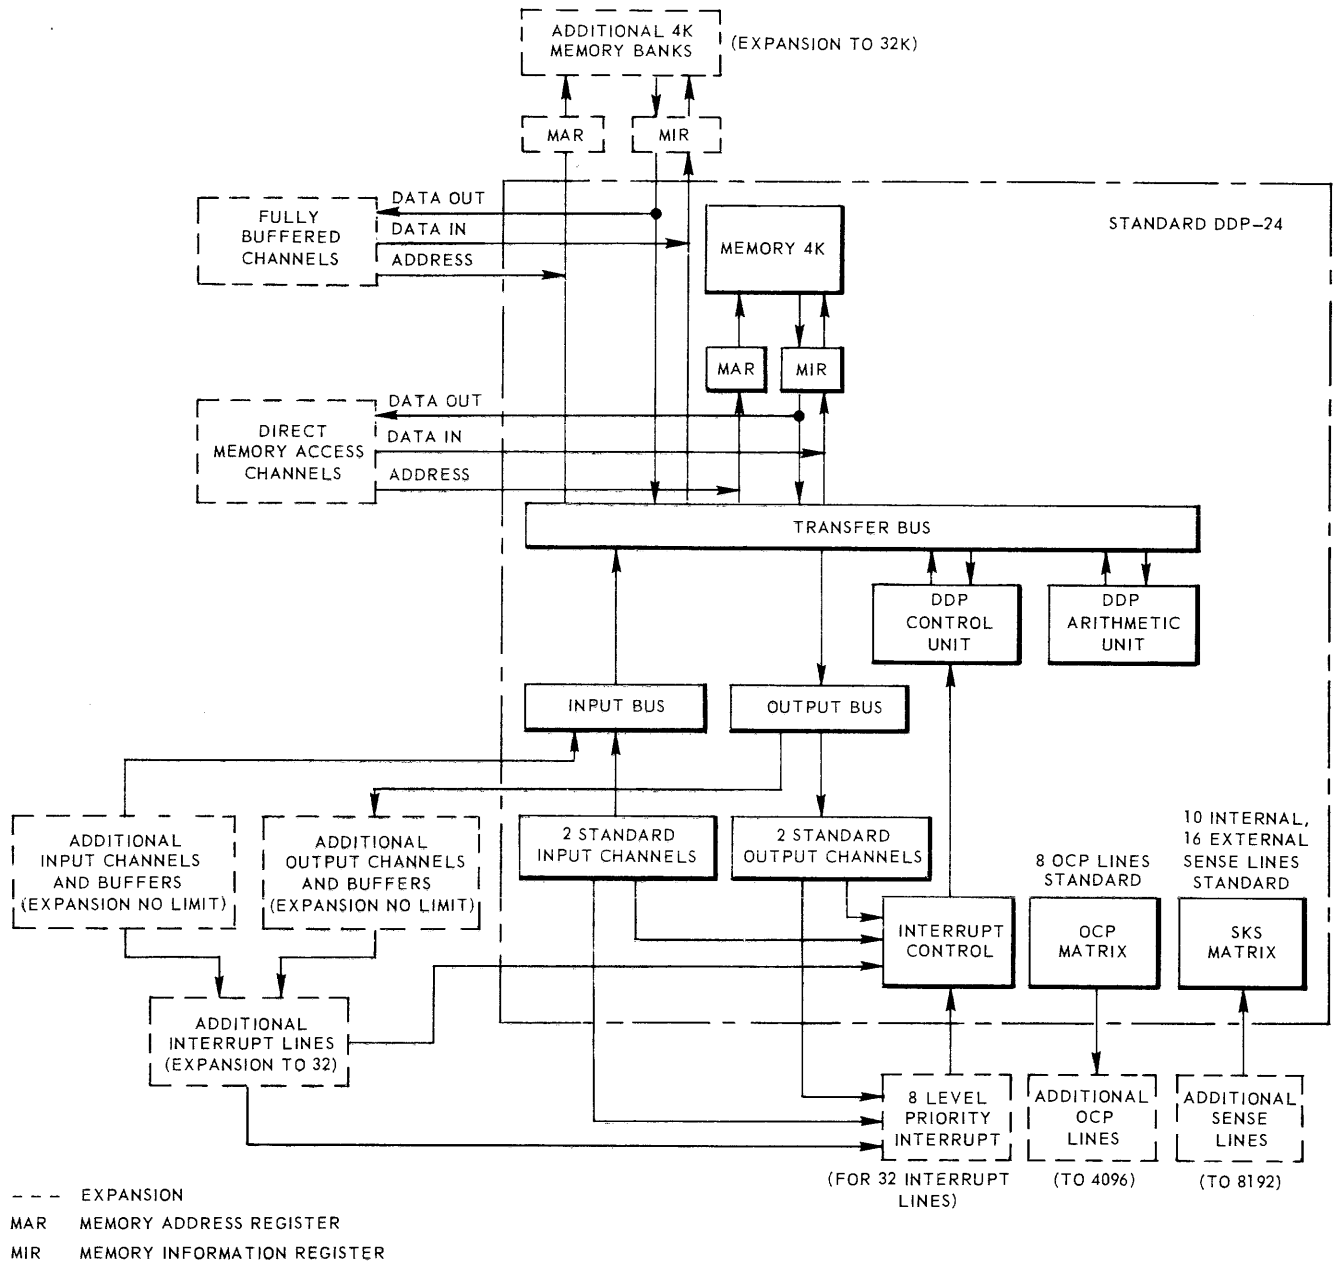 ADDITIONAL 4K
MEMORY BANKS
(EXPANSION TO 32K)
MAR
MIR
DATA OUT
FULLY
BUFFERED
CHANNELS
DATA IN
ADDRESS
STANDARD DDP-24
MEMORY 4K
MAR
MIR
DATA OUT
DIRECT
MEMORY ACCESS
CHANNELS
DATA IN
ADDRESS
TRANSFER BUS
DDP
CONTROL
UNIT
DDP
ARITHMETIC
UNIT
INPUT BUS
OUTPUT BUS
ADDITIONAL
INPUT CHANNELS
AND BUFFERS
(EXPANSION NO LIMIT)
ADDITIONAL
OUTPUT CHANNELS
AND BUFFERS
(EXPANSION NO LIMIT)
2 STANDARD
INPUT CHANNELS
2 STANDARD
OUTPUT CHANNELS
8 OCP LINES
STANDARD
10 INTERNAL,
16 EXTERNAL
SENSE LINES
STANDARD
INTERRUPT
CONTROL
OCP
MATRIX
SKS
MATRIX
ADDITIONAL
INTERRUPT LINES
(EXPANSION TO 32)
8 LEVEL
PRIORITY
INTERRUPT
(FOR 32 INTERRUPT
LINES)
ADDITIONAL
OCP
LINES
(TO 4096)
ADDITIONAL
SENSE
LINES
(TO 8192)
--- EXPANSION
MAR MEMORY ADDRESS REGISTER
MIR MEMORY INFORMATION REGISTER